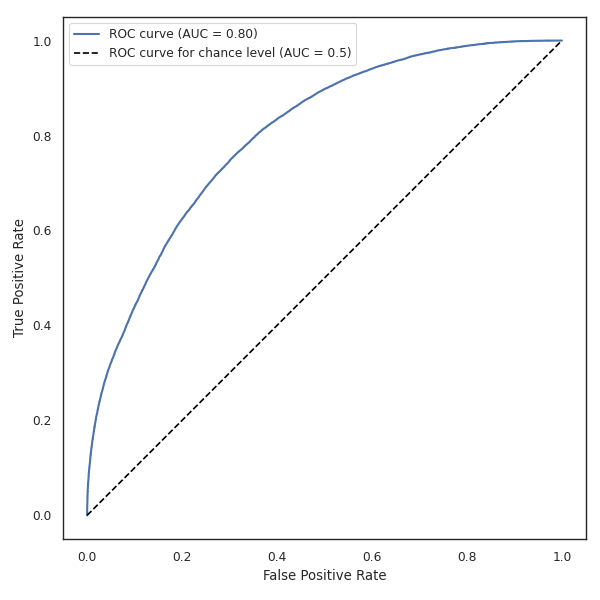 ROC curve (AUC = 0.80)
ROC curve for chance level (AUC = 0.5)
1.0
0.8
0.6
0.4
0.2
0.0
True Positive Rate
0.0 0.2 0.4 0.6 0.8 1.0
False Positive Rate